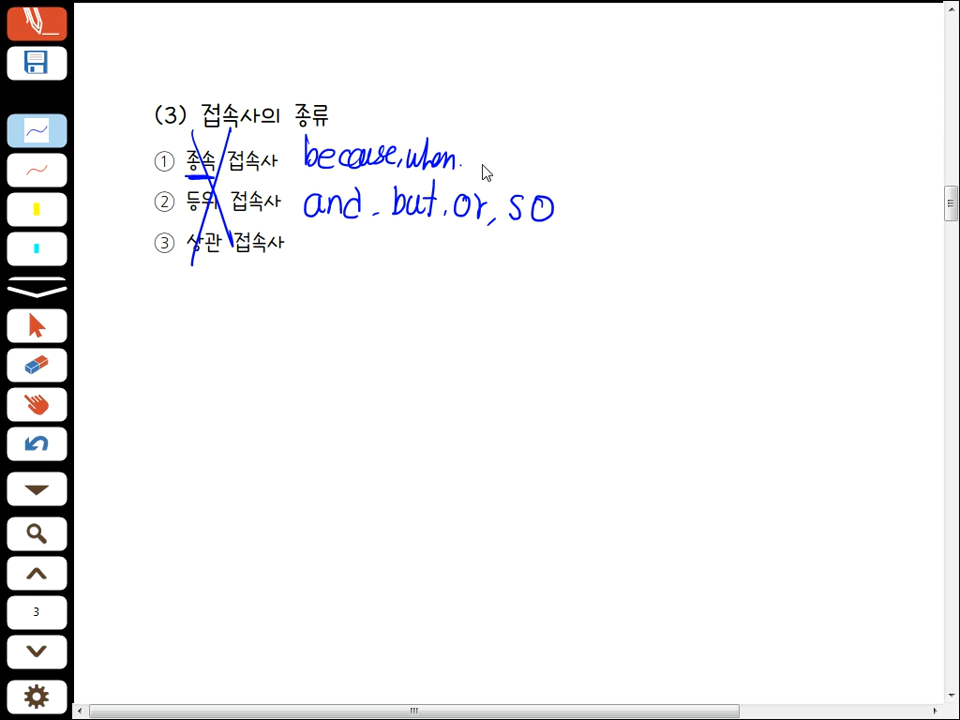 (3) 접속사의 종류
① 종속 접속사 because, when.
② 등위 접속사 and, but, or, so
③ 상관 접속사
3